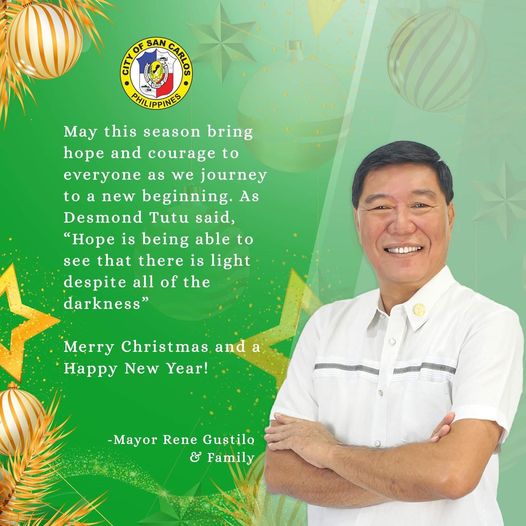 CITY OF SAN CARLOS
PHILIPPINES
May this season bring
hope and courage to
everyone as we journey
to a new beginning. As
Desmond Tutu said,
“Hope is being able to
see that there is light
despite all of the
darkness”
Merry Christmas and a
Happy New Year!
-Mayor Rene Gustilo
& Family